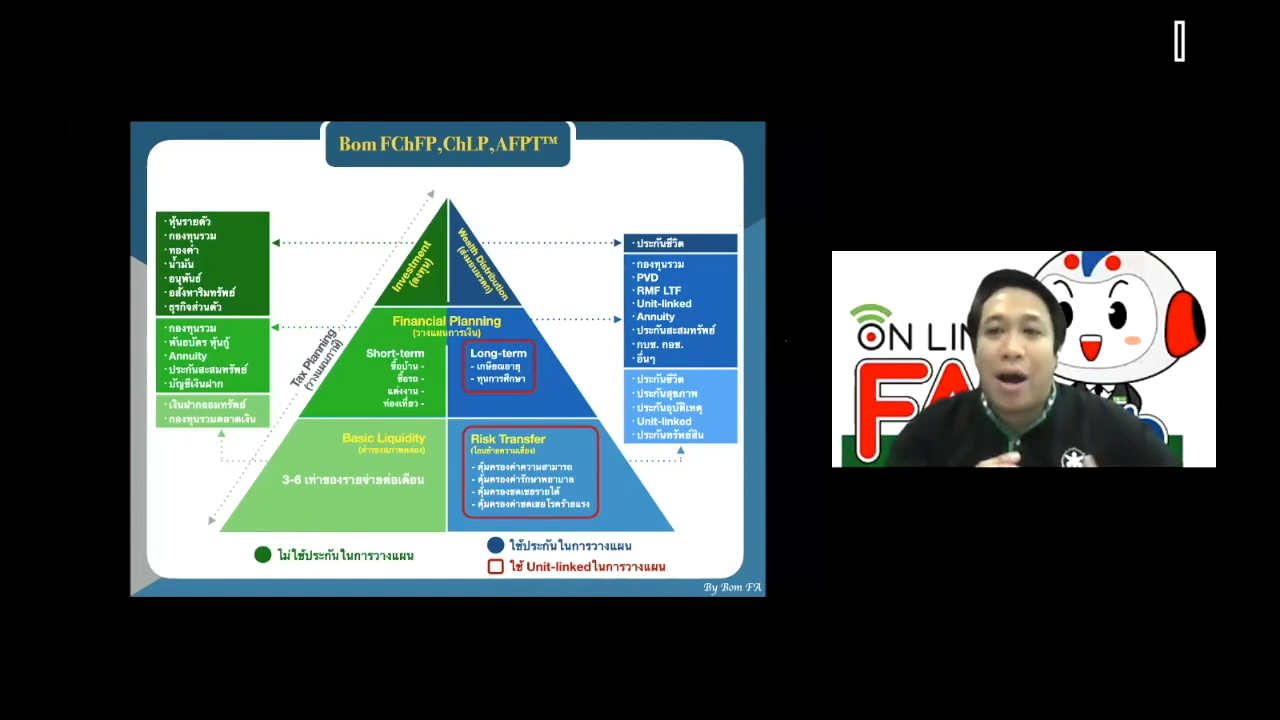 Bom FChFP,ChLP,AFPT™
· หุ้นรายตัว
· กองทุนรวม
· ทองคำ
· น้ำมัน
· อนุพันธ์
· อสังหาริมทรัพย์
· ธุรกิจส่วนตัว
· กองทุนรวม
· พันธบัตร หุ้นกู้
· Annuity
· ประกันสะสมทรัพย์
· บัญชีเงินฝาก
· เงินฝากออมทรัพย์
· กองทุนรวมตลาดเงิน
Tax Planning
(วางแผนภาษี)
Investment
(ลงทุน)
Wealth Distribution
(ส่งมอบมรดก)
Financial Planning
(วางแผนการเงิน)
Short-term
ซื้อบ้าน -
ซื้อรถ -
แต่งงาน -
ท่องเที่ยว -
Long-term
- เกษียณอายุ
- ทุนการศึกษา
Basic Liquidity
(สำรองสภาพคล่อง)
3-6 เท่าของรายจ่ายต่อเดือน
Risk Transfer
(โอนย้ายความเสี่ยง)
- คุ้มครองค่าความสามารถ
- คุ้มครองค่ารักษาพยาบาล
- คุ้มครองชดเชยรายได้
- คุ้มครองค่าชดเชยโรคร้ายแรง
· ประกันชีวิต
· กองทุนรวม
· PVD
· RMF LTF
· Unit-linked
· Annuity
· ประกันสะสมทรัพย์
· กบข. กอช.
· อื่นๆ
· ประกันชีวิต
· ประกันสุขภาพ
· ประกันอุบัติเหตุ
· Unit-linked
· ประกันทรัพย์สิน
ไม่ใช้ประกันในการวางแผน
ใช้ประกันในการวางแผน
ใช้ Unit-linked ในการวางแผน
By Bom FA
ON LIN
FA